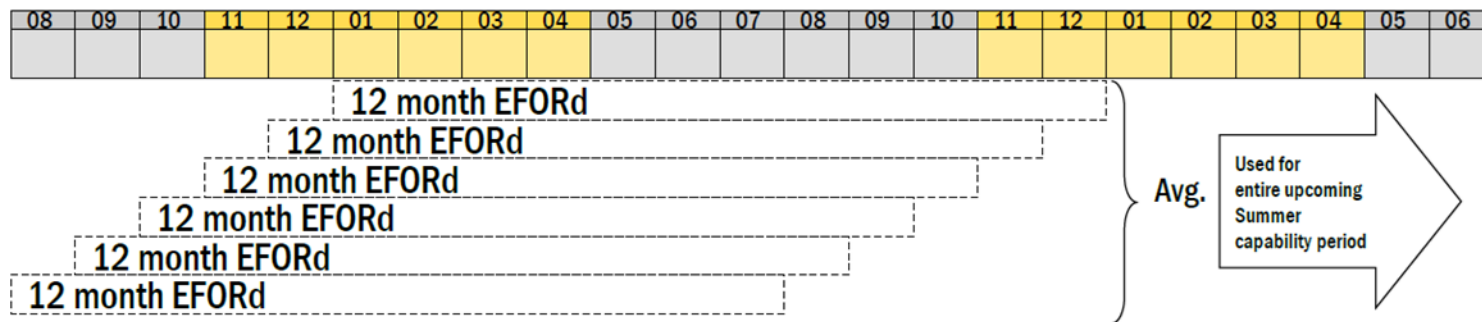 08 09 10 11 12 01 02 03 04 05 06 07 08 09 10 11 12 01 02 03 04 05 06
12 month EFORd
12 month EFORd
12 month EFORd
12 month EFORd
12 month EFORd
12 month EFORd
Avg.
Used for
entire upcoming
Summer
capability period